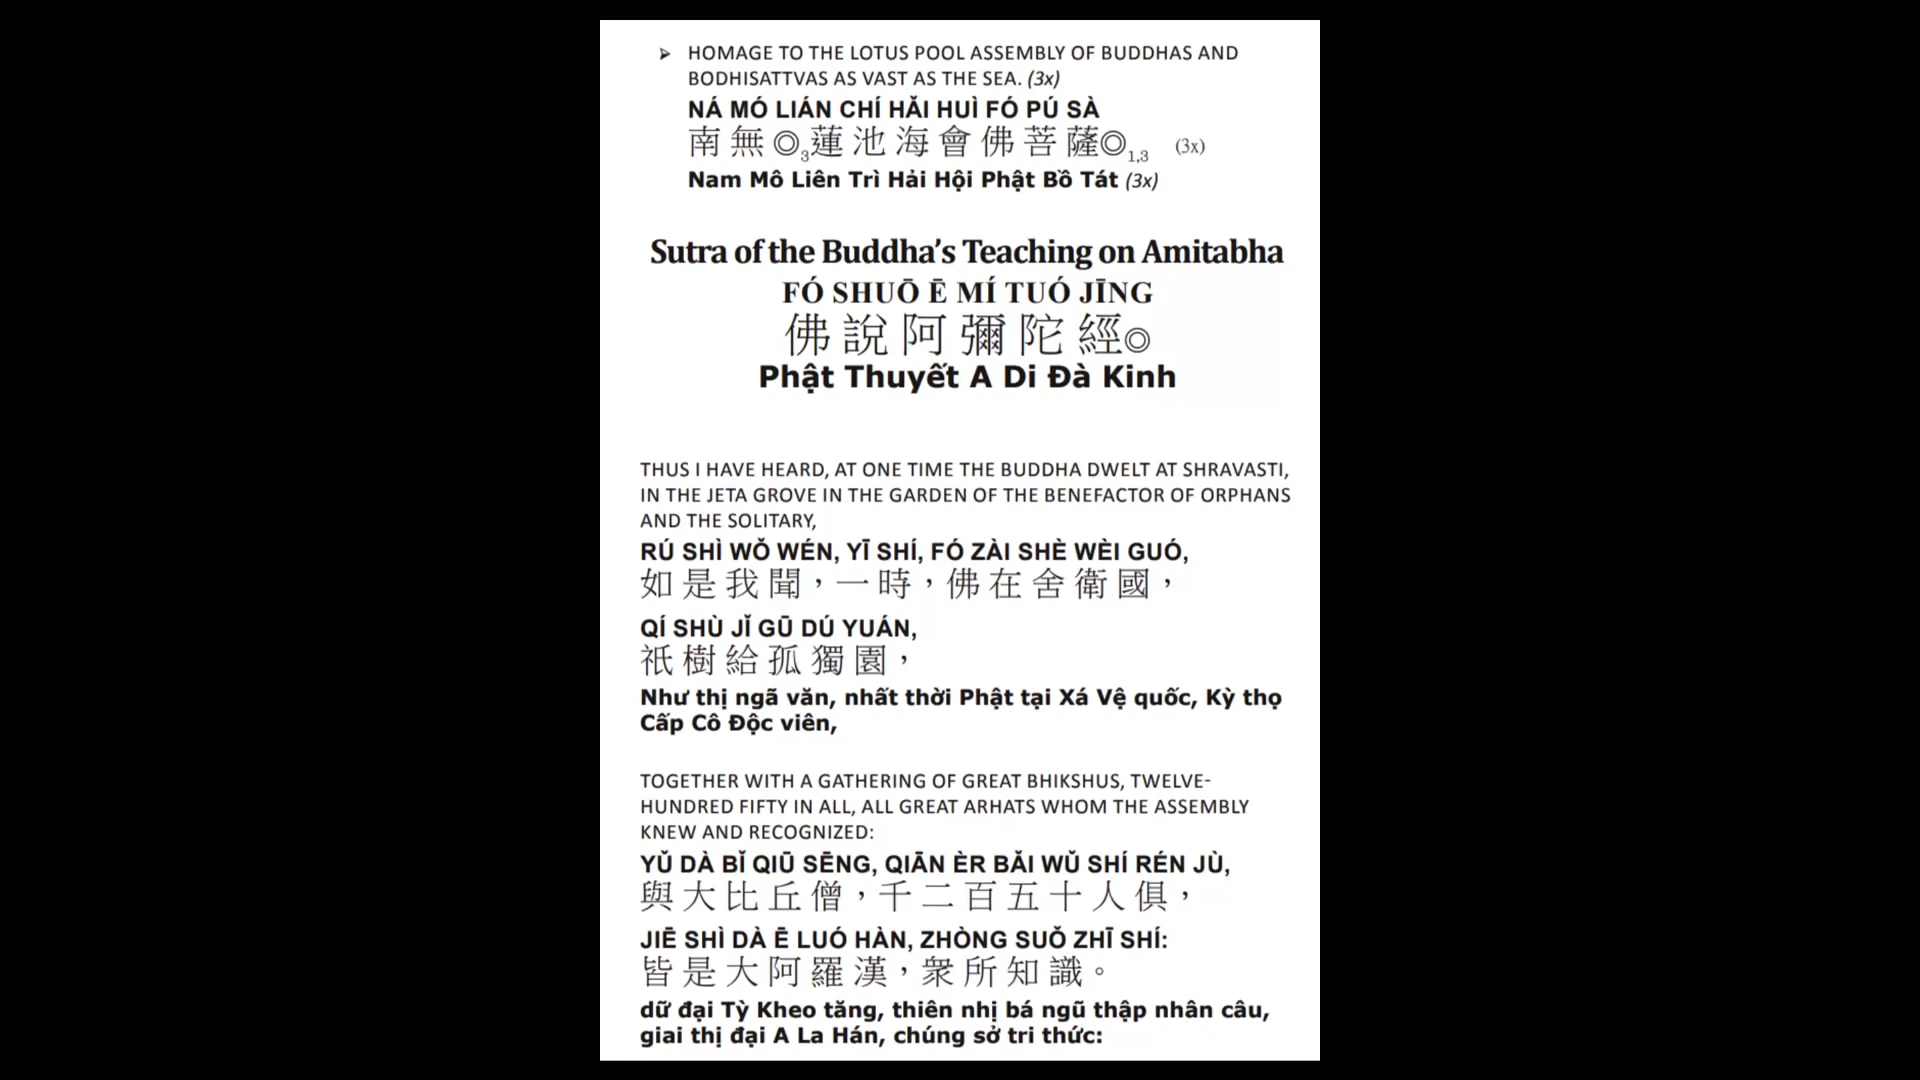 ➢ HOMAGE TO THE LOTUS POOL ASSEMBLY OF BUDDHAS AND
BODHISATTVAS AS VAST AS THE SEA. (3x)
NÁ MÓ LIÁN CHÍ HǍI HUÌ FÓ PÚ SÀ
南無◎3蓮池海會佛菩薩◎1,3 (3x)
Nam Mô Liên Trì Hải Hội Phật Bồ Tát (3x)
Sutra of the Buddha’s Teaching on Amitabha
FÓ SHUŌ Ē MÍ TUÓ JĪNG
佛說阿彌陀經◎
Phật Thuyết A Di Đà Kinh
THUS I HAVE HEARD, AT ONE TIME THE BUDDHA DWELT AT SHRAVASTI,
IN THE JETA GROVE IN THE GARDEN OF THE BENEFACTOR OF ORPHANS
AND THE SOLITARY,
RÚ SHÌ WǑ WÉN, YĪ SHÍ, FÓ ZÀI SHÈ WÈI GUÓ,
如是我聞，一時，佛在舍衛國，
QÍ SHÙ JǏ GŪ DÚ YUÁN,
祇樹給孤獨園，
Như thị ngã văn, nhất thời Phật tại Xá Vệ quốc, Kỳ thọ
Cấp Cô Độc viên,
TOGETHER WITH A GATHERING OF GREAT BHIKSHUS, TWELVE-
HUNDRED FIFTY IN ALL, ALL GREAT ARHATS WHOM THE ASSEMBLY
KNEW AND RECOGNIZED:
YǓ DÀ BǏ QIŪ SĒNG, QIĀN ÈR BǍI WǓ SHÍ RÉN JÙ,
與大比丘僧，千二百五十人俱，
JIĒ SHÌ DÀ Ē LUÓ HÀN, ZHÒNG SUǑ ZHĪ SHÍ:
皆是大阿羅漢，衆所知識。
dữ đại Tỳ Kheo tăng, thiên nhị bá ngũ thập nhân câu,
giai thị đại A La Hán, chúng sở tri thức: